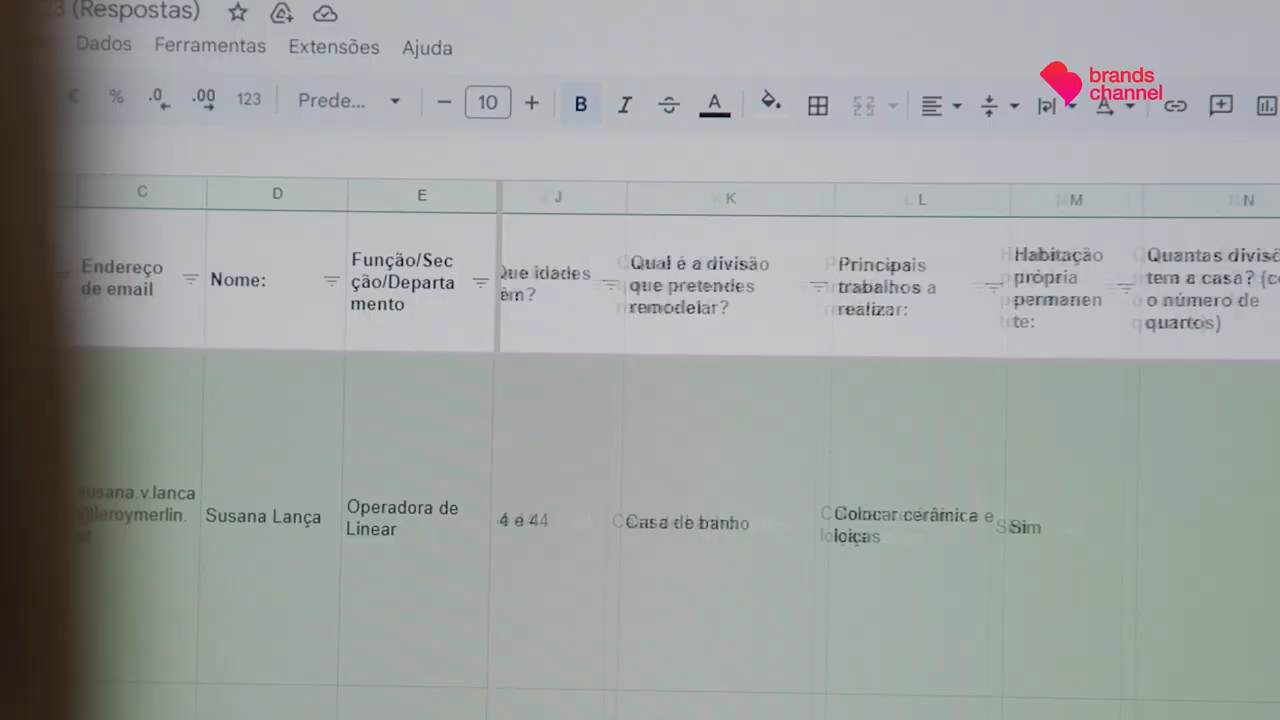 (Respostas)
Dados Ferramentas Extensões Ajuda
€ % .0 .00 123 Prede... − 10 + B I A A
brands
channel
C D E J K L M N
Endereço
de email
Nome:
Função/Sec
ção/Departa
mento
Que idades
êm?
Qual é a divisão
que pretendes
remodelar?
Principais
trabalhos a
realizar:
Habitação
própria
permanen
te:
Quantas divisõ
tem a casa? (co
o número de
quartos)
susana.v.lanca
@leroymerlin.
pt
Susana Lança
Operadora de
Linear
4 e 44
Casa de banho
Colocar cerâmica e
loiças
Sim